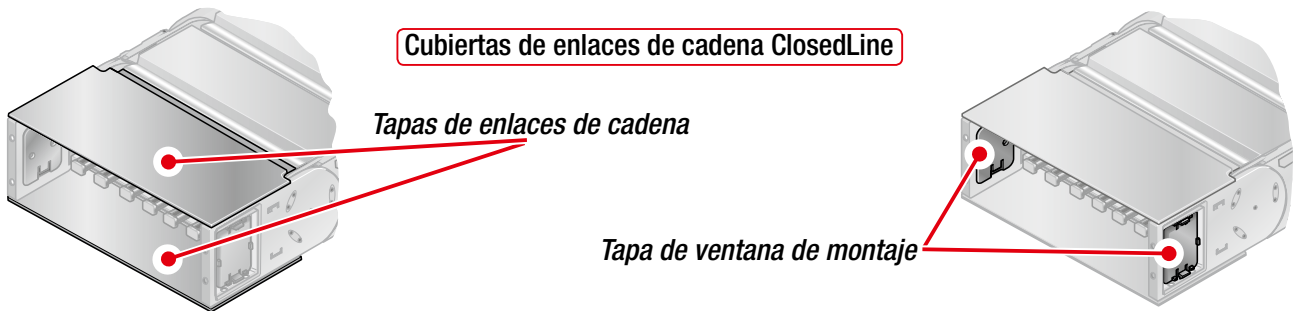 Cubiertas de enlaces de cadena ClosedLine
Tapas de enlaces de cadena
Tapa de ventana de montaje